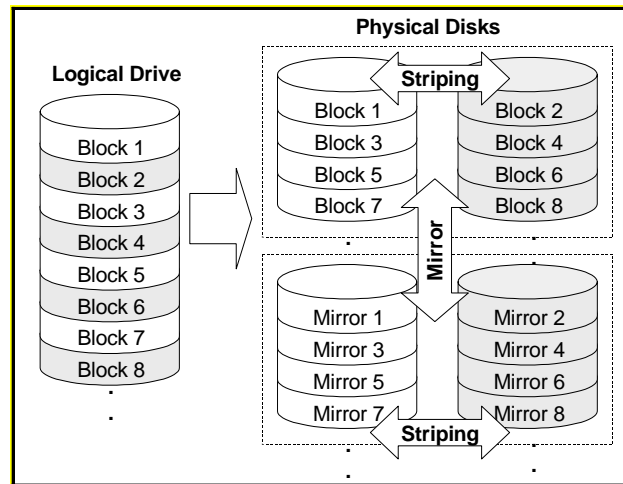 Physical Disks
Logical Drive
Block 1
Block 2
Block 3
Block 4
Block 5
Block 6
Block 7
Block 8
Striping
Block 1
Block 3
Block 5
Block 7
Block 2
Block 4
Block 6
Block 8
Mirror
Mirror 1
Mirror 3
Mirror 5
Mirror 7
Mirror 2
Mirror 4
Mirror 6
Mirror 8
Striping